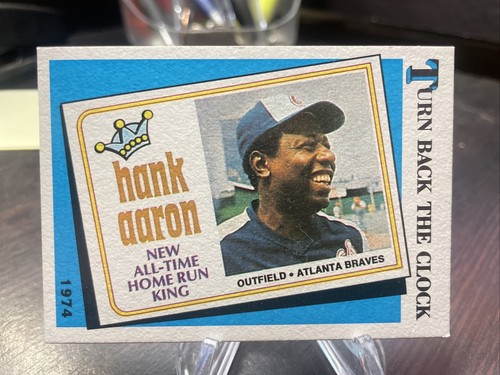 TURN BACK THE CLOCK
hank
aaron
NEW
ALL-TIME
HOME RUN
KING
OUTFIELD • ATLANTA BRAVES
1974